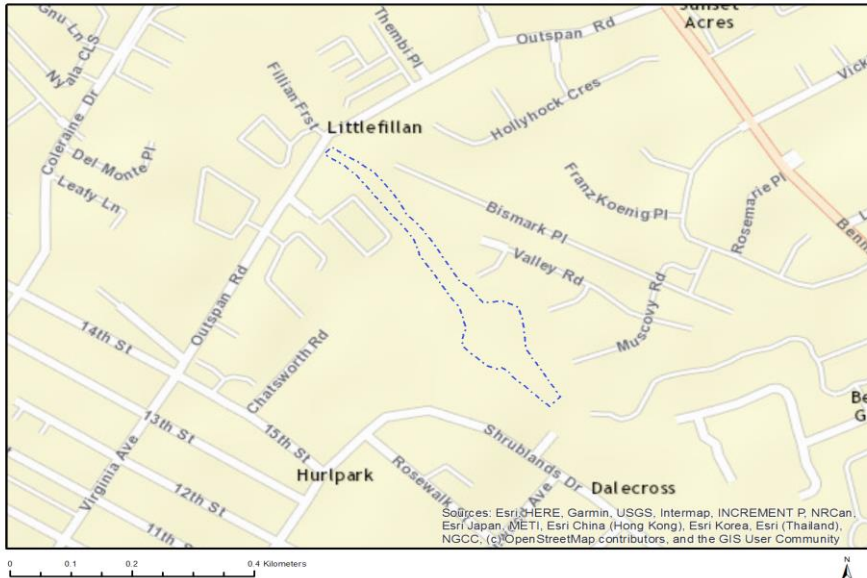 Sunset
Acres
Gnu Ln
Nyala CLS
Coleraine Dr
Thembi Pl
Outspan Rd
Fillian Frst
Littlefillan
Hollyhock Cres
Del Monte Pl
Leafy Ln
Franz Koenig Pl
Rosemarie Pl
Bismark Pl
Valley Rd
Muscovy Rd
Outspan Rd
14th St
Chatsworth Rd
13th St
15th St
Virginia Ave
12th St
11th St
Hurlpark
Shrublands Dr
Dalecross
Sources: Esri, HERE, Garmin, USGS, Intermap, INCREMENT P, NRCan,
Esri Japan, METI, Esri China (Hong Kong), Esri Korea, Esri (Thailand),
NGCC, (c) OpenStreetMap contributors, and the GIS User Community
0 0.1 0.2 0.4 Kilometers
N